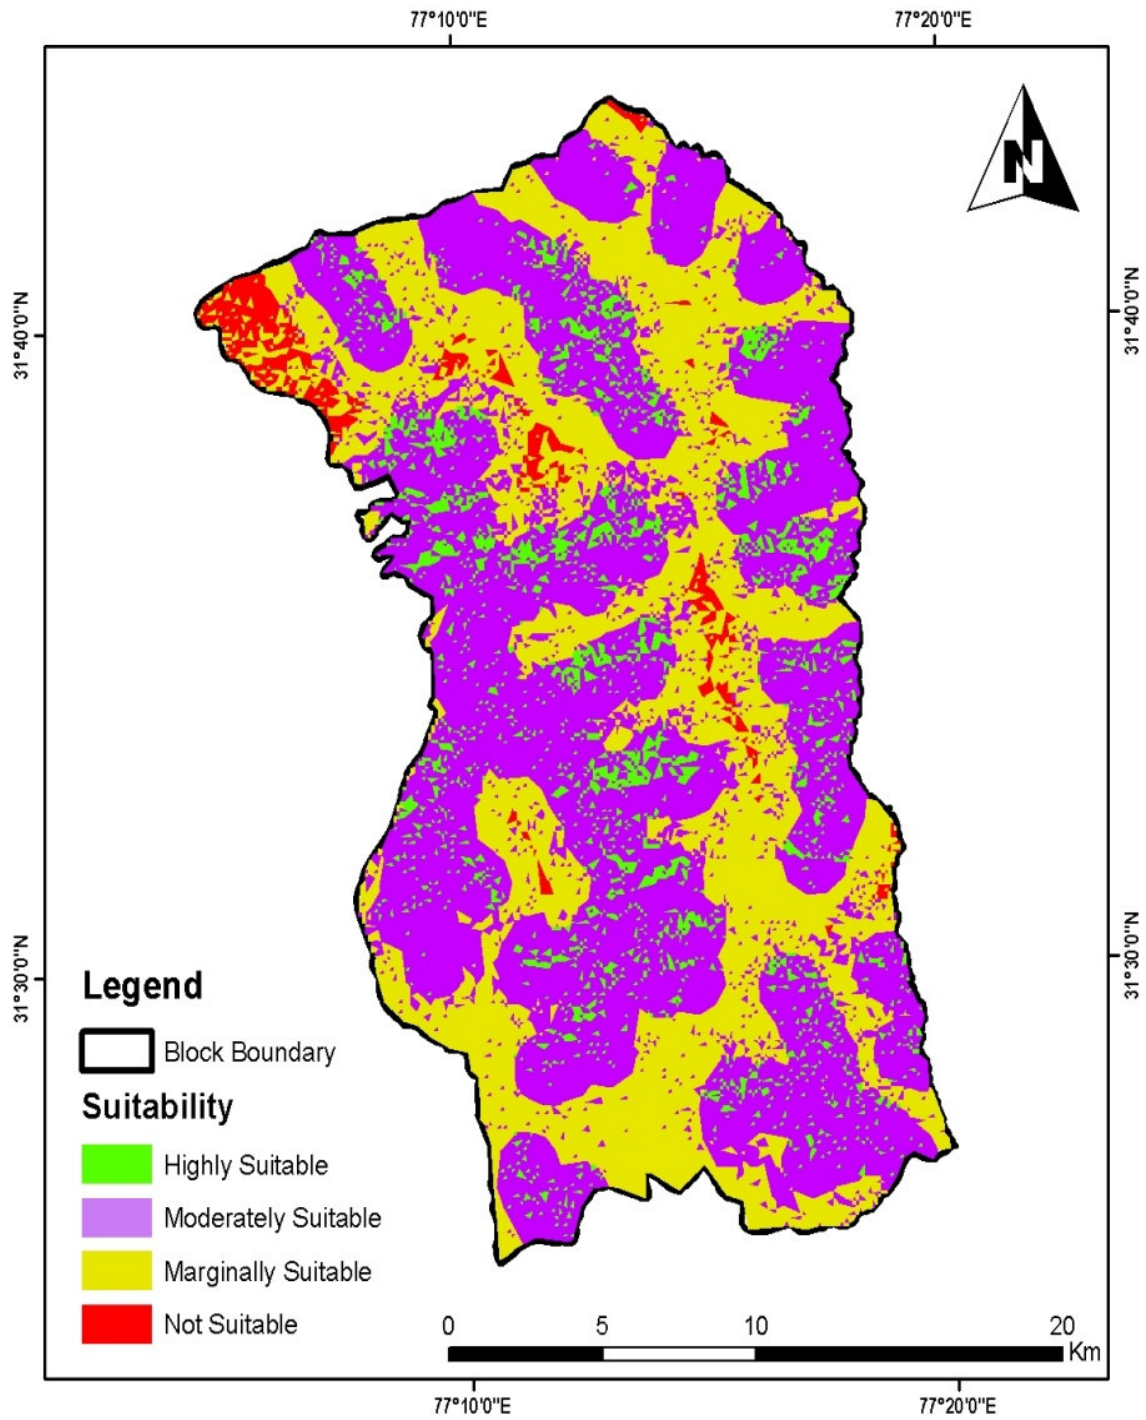 77°10'0"E
77°20'0"E
N
31°40'0"N
31°40'0"N
31°30'0"N
31°30'0"N
Legend
Block Boundary
Suitability
Highly Suitable
Moderately Suitable
Marginally Suitable
Not Suitable
0 5 10 20
Km
77°10'0"E
77°20'0"E